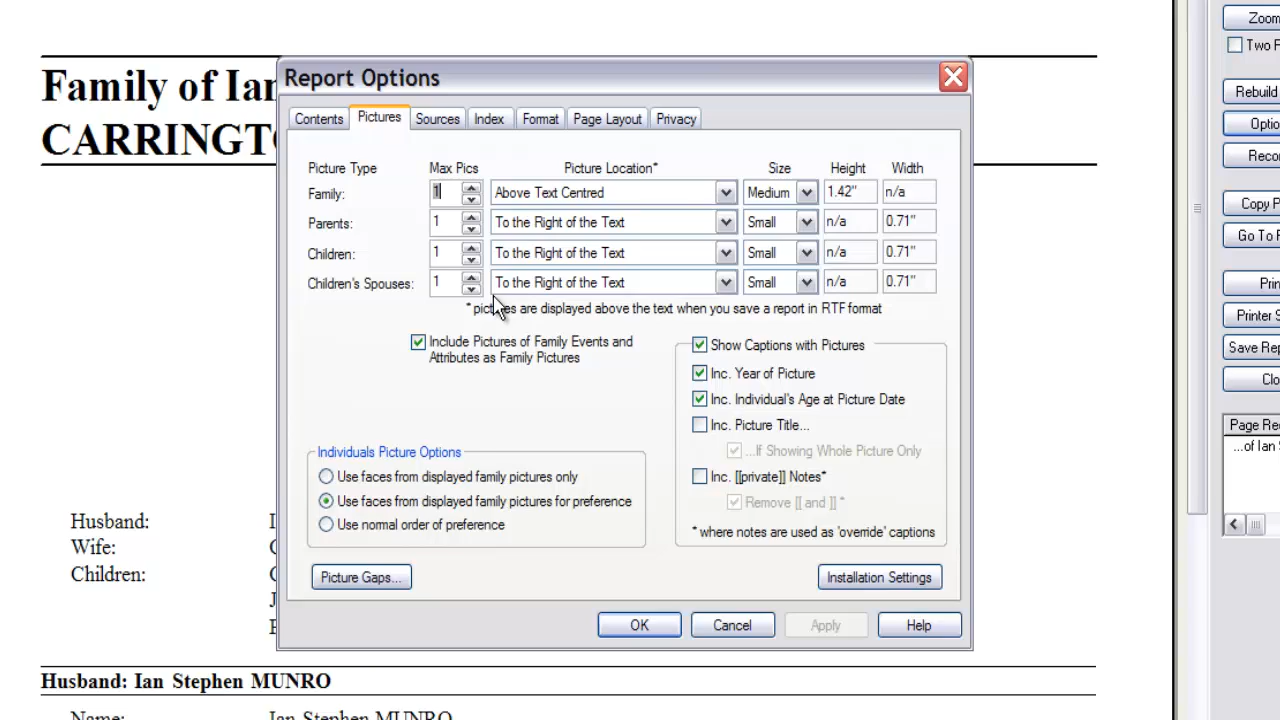 Family of Ian
CARRINGTO
Report Options
Contents Pictures Sources Index Format Page Layout Privacy
Picture Type Max Pics Picture Location* Size Height Width
Family: 1 Above Text Centred Medium 1.42" n/a
Parents: 1 To the Right of the Text Small n/a 0.71"
Children: 1 To the Right of the Text Small n/a 0.71"
Children's Spouses: 1 To the Right of the Text Small n/a 0.71"
* pictures are displayed above the text when you save a report in RTF format
Include Pictures of Family Events and
Attributes as Family Pictures
Show Captions with Pictures
Inc. Year of Picture
Inc. Individual's Age at Picture Date
Inc. Picture Title...
...If Showing Whole Picture Only
Inc. [[private]] Notes*
Remove [[ and ]] *
* where notes are used as 'override' captions
Individuals Picture Options
Use faces from displayed family pictures only
Use faces from displayed family pictures for preference
Use normal order of preference
Picture Gaps...
Installation Settings
OK Cancel Apply Help
Husband: I
Wife:
Children:
J
Husband: Ian Stephen MUNRO
Name: Ian Stephen MUNRO
Zoom
Two P
Rebuild
Optio
Reco
Copy P
Go To F
Prin
Printer S
Save Rep
Clo
Page Re
...of Ian S